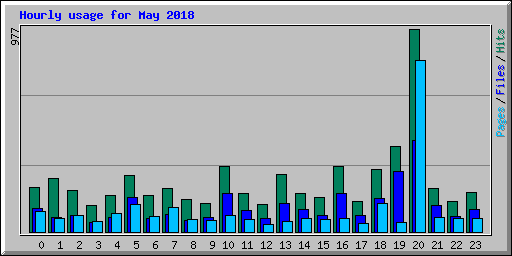 Hourly usage for May 2018
977
Pages / Files / Hits
0 1 2 3 4 5 6 7 8 9 10 11 12 13 14 15 16 17 18 19 20 21 22 23